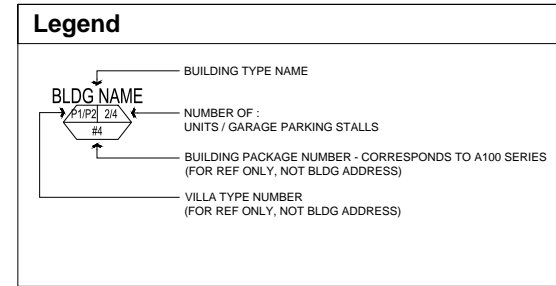 Legend
BUILDING TYPE NAME
BLDG NAME
P1/P2 2/4
#4
NUMBER OF :
UNITS / GARAGE PARKING STALLS
BUILDING PACKAGE NUMBER - CORRESPONDS TO A100 SERIES
(FOR REF ONLY, NOT BLDG ADDRESS)
VILLA TYPE NUMBER
(FOR REF ONLY, NOT BLDG ADDRESS)